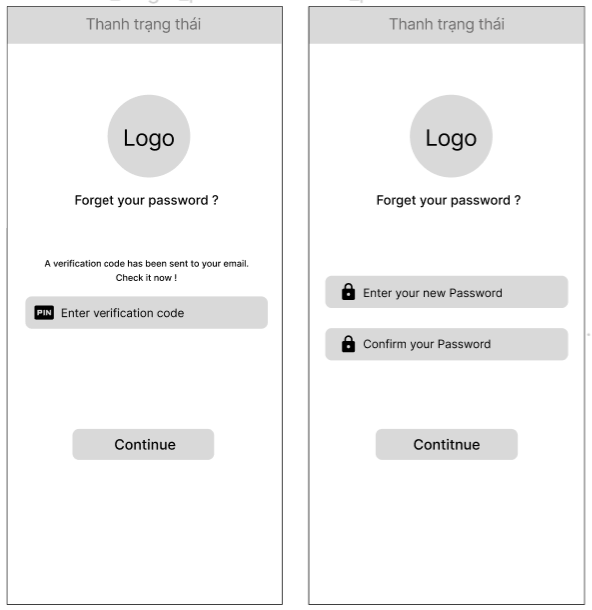 Thanh trạng thái
Logo
Forget your password ?
A verification code has been sent to your email.
Check it now !
PIN Enter verification code
Continue
Thanh trạng thái
Logo
Forget your password ?
Enter your new Password
Confirm your Password
Contitnue